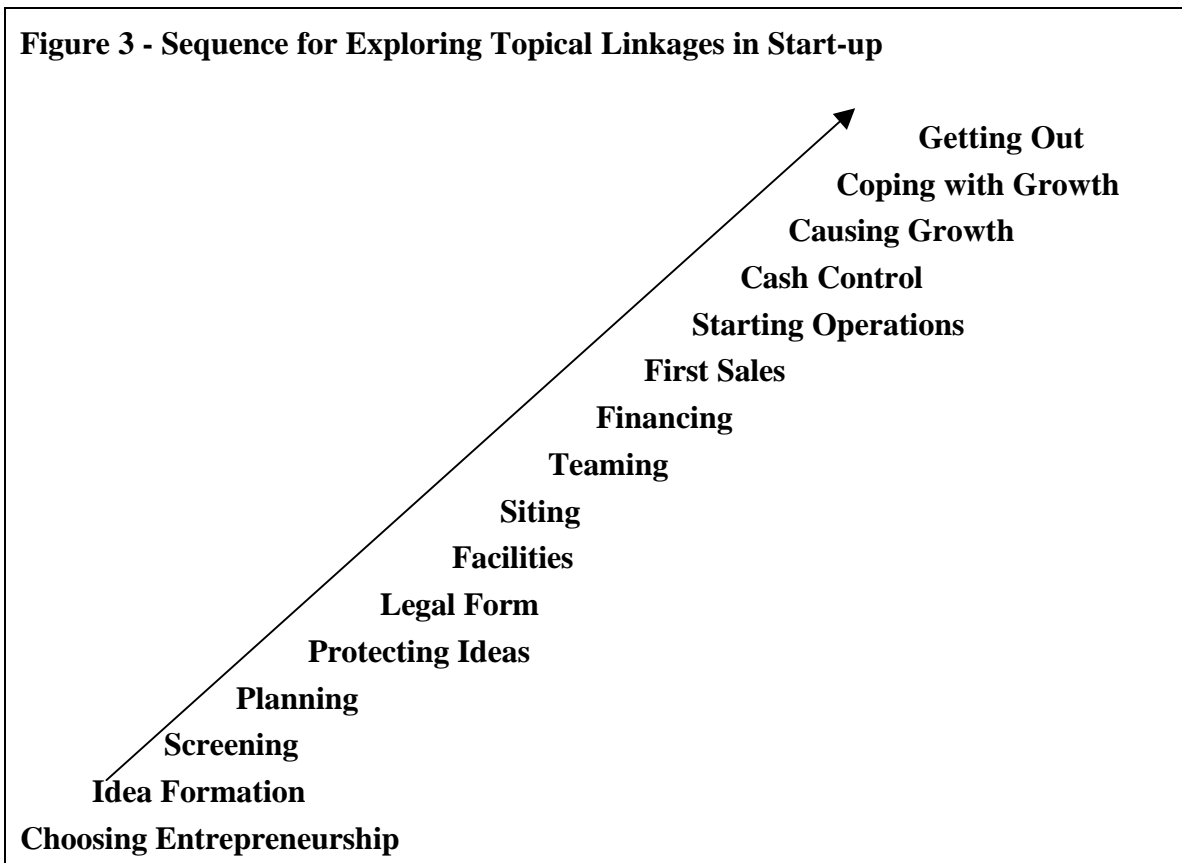 Figure 3 - Sequence for Exploring Topical Linkages in Start-up
Getting Out
Coping with Growth
Causing Growth
Cash Control
Starting Operations
First Sales
Financing
Teaming
Siting
Facilities
Legal Form
Protecting Ideas
Planning
Screening
Idea Formation
Choosing Entrepreneurship